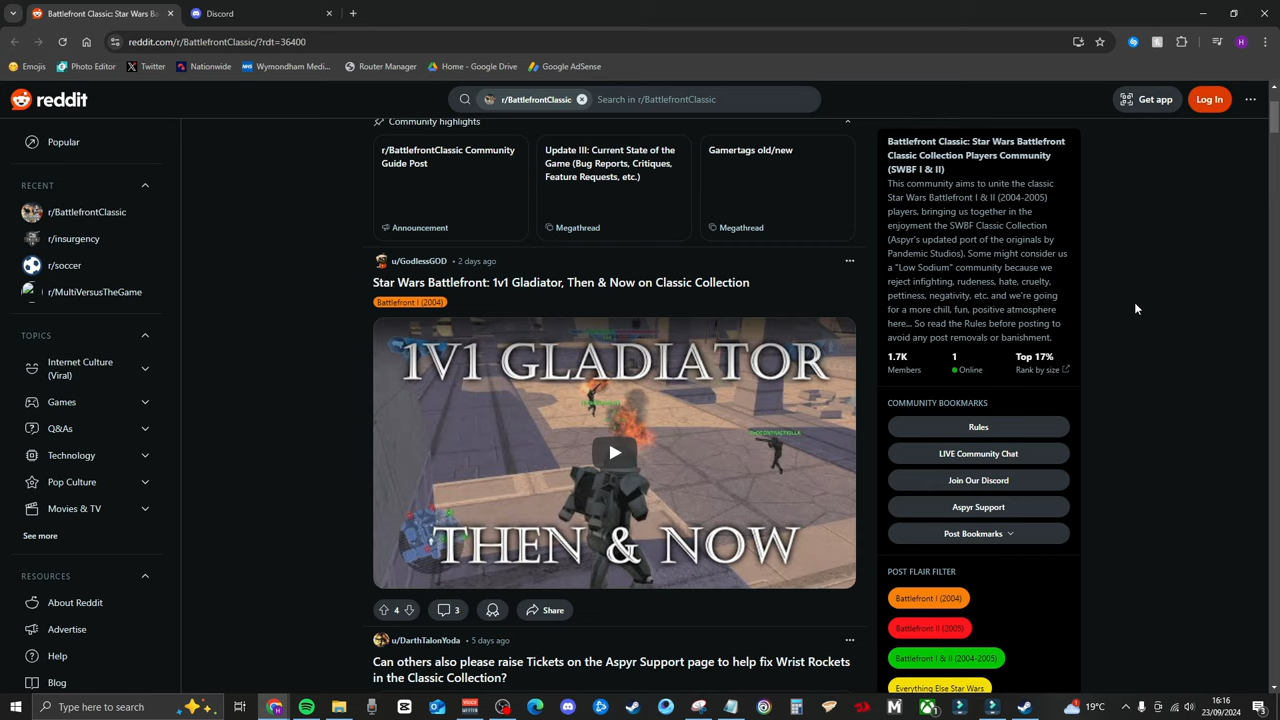 Battlefront Classic: Star Wars Ba
Discord
reddit.com/r/BattlefrontClassic/?rdt=36400
Emojis
Photo Editor
Twitter
Nationwide
Wymondham Medi...
Router Manager
Home - Google Drive
Google AdSense
reddit
r/BattlefrontClassic
Search in r/BattlefrontClassic
Get app
Log In
Popular
RECENT
r/BattlefrontClassic
r/insurgency
r/soccer
r/MultiVersusTheGame
TOPICS
Internet Culture
(Viral)
Games
Q&As
Technology
Pop Culture
Movies & TV
See more
RESOURCES
About Reddit
Advertise
Help
Blog
Community highlights
r/BattlefrontClassic Community
Guide Post
Announcement
Update III: Current State of the
Game (Bug Reports, Critiques,
Feature Requests, etc.)
Megathread
Gamertags old/new
Megathread
u/GodlessGOD • 2 days ago
Star Wars Battlefront: 1v1 Gladiator, Then & Now on Classic Collection
Battlefront I (2004)
1V1 GLADIATOR
THEN & NOW
4
3
Share
u/DarthTalonYoda • 5 days ago
Can others also please raise Tickets on the Aspyr Support Site to help fix Wrist Rockets
in the Classic Collection?
Battlefront Classic: Star Wars Battlefront
Classic Collection Players Community
(SWBF I & II)
This community aims to unite the classic
Star Wars Battlefront I & II (2004-2005)
players, bringing us together in the
enjoyment the SWBF Classic Collection
(Aspyr's updated port of the originals by
Pandemic Studios). Some might consider us
a "Low Sodium" community because we
reject infighting, rudeness, hate, cruelty,
pettiness, negativity, etc. and we're going
for a more chill, fun, positive atmosphere
here... So read the Rules before posting to
avoid any post removals or banishment.
1.7K
Members
1
Online
Top 17%
Rank by size
COMMUNITY BOOKMARKS
Rules
LIVE Community Chat
Join Our Discord
Aspyr Support
Post Bookmarks
POST FLAIR FILTER
Battlefront I (2004)
Battlefront II (2005)
Battlefront I & II (2004-2005)
Everything Else Star Wars
Type here to search
19°C
16:16
23/09/2024